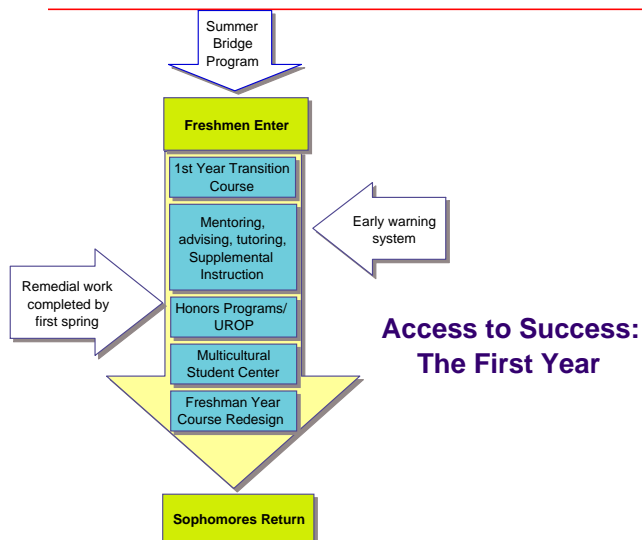 Summer
Bridge
Program
Freshmen Enter
1st Year Transition
Course
Mentoring,
advising, tutoring,
Supplemental
Instruction
Early warning
system
Remedial work
completed by
first spring
Honors Programs/
UROP
Access to Success:
The First Year
Multicultural
Student Center
Freshman Year
Course Redesign
Sophomores Return